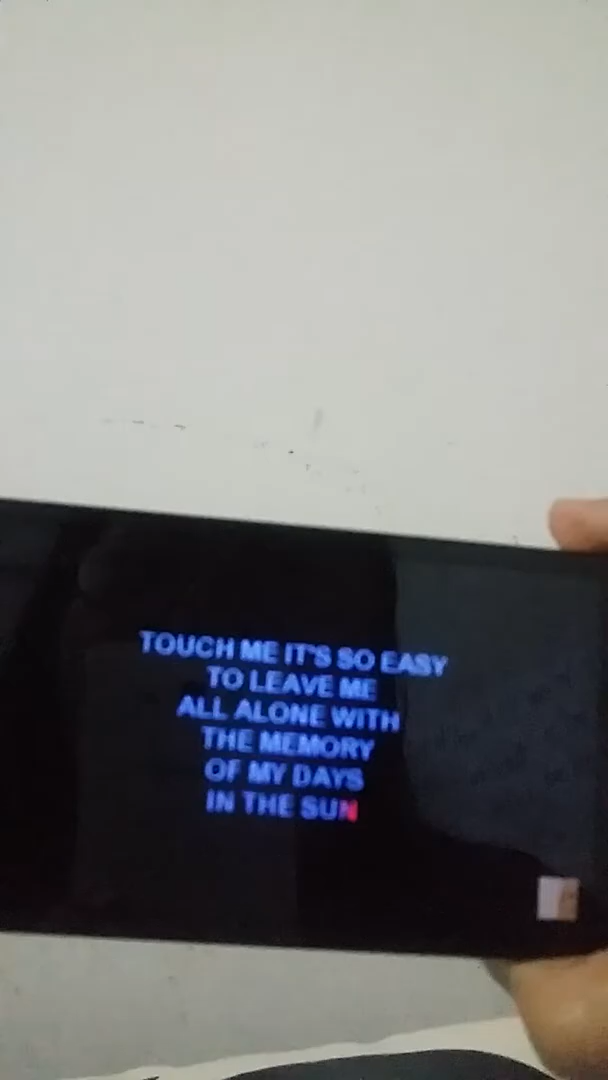 TOUCH ME IT'S SO EASY
TO LEAVE ME
ALL ALONE WITH
THE MEMORY
OF MY DAYS
IN THE SUN